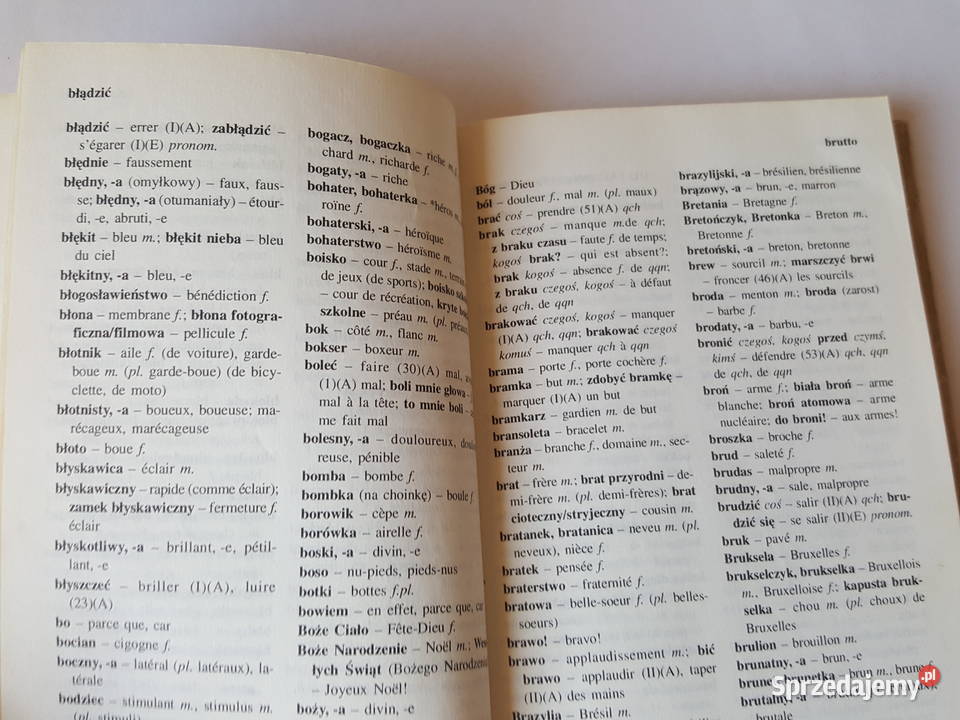 błądzić
błądzić – errer (I)(A); zabłądzić –
s'égarer (I)(E) pronom.
błędnie – faussement
błędny, -a (omyłkowy) – faux, faus-
se; błędny, -a (otumaniały) – étour-
di, -e, abruti, -e
błękit – bleu m.; błękit nieba – bleu
du ciel
błękitny, -a – bleu, -e
błogosławieństwo – bénédiction f.
błona – membrane f.; błona fotogra-
ficzna/filmowa – pellicule f.
błotnik – aile f. (de voiture), garde-
boue m. (pl. garde-boue) (de bicy-
clette, de moto)
błotnisty, -a – boueux, boueuse; ma-
récageux, marécageuse
błoto – boue f.
błyskawica – éclair m.
błyskawiczny – rapide (comme éclair);
zamek błyskawiczny – fermeture f.
éclair
błyskotliwy, -a – brillant, -e, pétil-
lant, -e
błyszczeć – briller (I)(A), luire
(23)(A)
bo – parce que, car
bocian – cigogne f.
boczny, -a – latéral (pl. latéraux), la-
térale
bodziec – stimulant m., stimulus m.
(pl. stimuli)
bogacz, bogaczka – riche m.
chard m., richarde f.
bogaty, -a – riche
bohater, bohaterka – *héros m.
roïne f.
bohaterski, -a – héroïque
bohaterstwo – héroïsme m.
boisko – cour f., stade m.,
de jeux (de sports); boisko
– cour de récréation, kryte
szkolne – préau m. (pl. préaux)
bok – côté m., flanc m.
bokser – boxeur m.
boleć – faire (30)(A) mal,
(I)(A) mal; boli mnie głowa –
mal à la tête; to mnie boli –
me fait mal
bolesny, -a – douloureux,
reuse, pénible
bomba – bombe f.
bombka (na choinkę) – boule f.
borowik – cèpe m.
borówka – airelle f.
boski, -a – divin, -e
boso – nu-pieds, pieds-nus
botki – bottes f.pl.
bowiem – en effet, parce que, car
Boże Ciało – Fête-Dieu f.
Boże Narodzenie – Noël m.;
łych Świąt (Bożego Narodzenia)
– Joyeux Noël!
boży, -a – divin, -e
brutto
Bóg – Dieu
ból – douleur f., mal m. (pl. maux)
brać coś – prendre (51)(A) qch
brak czegoś – manque m.de qch;
z braku czasu – faute f. de temps;
kogoś brak? – qui est absent?;
brak kogoś – absence f. de qqn;
z braku czegoś, kogoś – à défaut
de qch, de qqn
brakować czegoś, kogoś – manquer
(I)(A) qch, qqn; brakować czegoś
komuś – manquer qch à qqn
brama – porte f., porte cochère f.
bramka – but m.; zdobyć bramkę –
marquer (I)(A) un but
bramkarz – gardien m. de but
bransoleta – bracelet m.
branża – branche f., domaine m., sec-
teur m.
brat – frère m.; brat przyrodni – de-
mi-frère m. (pl. demi-frères); brat
cioteczny/stryjeczny – cousin m.
bratanek, bratanica – neveu m. (pl.
neveux), nièce f.
bratek – pensée f.
braterstwo – fraternité f.
bratowa – belle-soeur f. (pl. belles-
soeurs)
brawo! – bravo!
brawo – applaudissement m.; bić
brawo – applaudir (II)(A), taper
(I)(A) des mains
Brazylia – Brésil m.
brazylijski, -a – brésilien, brésilienne
brązowy, -a – brun, -e, marron
Bretania – Bretagne f.
Bretończyk, Bretonka – Breton m.,
Bretonne f.
bretoński, -a – breton, bretonne
brew – sourcil m.; marszczyć brwi
– froncer (46)(A) les sourcils
broda – menton m.; broda (zarost)
– barbe f.
brodaty, -a – barbu, -e
bronić czegoś, kogoś przed czymś,
kimś – défendre (53)(A) qch, qqn
de qch, de qqn
broń – arme f.; biała broń – arme
blanche; broń atomowa – arme
nucléaire; do broni! – aux armes!
broszka – broche f.
brud – saleté f.
brudas – malpropre m.
brudny, -a – sale, malpropre
brudzić coś – salir (II)(A) qch; bru-
dzić się – se salir (II)(E) pronom.
bruk – pavé m.
Bruksela – Bruxelles f.
brukselczyk, brukselka – Bruxellois
m., Bruxelloise f.; kapusta bruk-
selka – chou m. (pl. choux) de
Bruxelles
brulion – brouillon m.
brunatny, -a – brun, -e
brunet, brunetka – brun m., brune f.
brutalny, -a – brutal
brutale
Sprzedajemy.pl